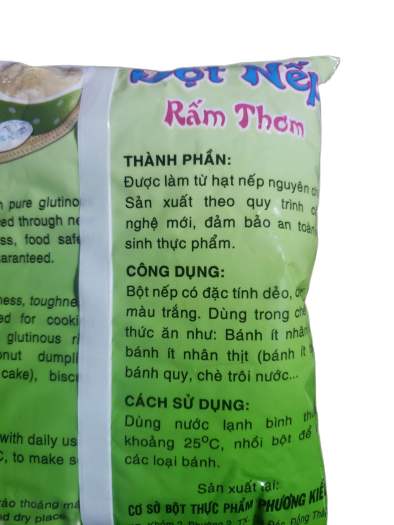 Bột Nếp
Rấm Thơm
THÀNH PHẦN:
Được làm từ hạt nếp nguyên
Sản xuất theo quy trình
nghệ mới, đảm bảo an toàn
sinh thực phẩm.
CÔNG DỤNG:
Bột nếp có đặc tính dẻo,
màu trắng. Dùng trong
thức ăn như: Bánh ít nhân
bánh ít nhân thịt (bánh ít
bánh quy, chè trôi nước...
CÁCH SỬ DỤNG:
Dùng nước lạnh bình
khoảng 25°C, nhồi bột để
các loại bánh.
Sản xuất tại:
CƠ SỞ BỘT THỰC PHẨM PHƯƠNG KIỀ
pure
through
ss, food safe
aranteed.
ness, toughne
ed for cooki
glutinous
onut dumpli
cake),
with daily us
C, to make s
ráo thoáng
nd dry place